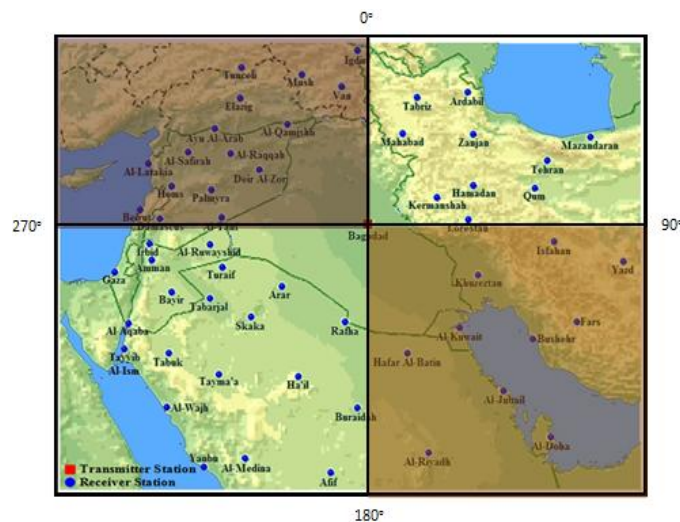 0°
Igdir
Tunceli
Mush
Van
Elazig
Ardabil
Tabriz
Ayn Al-Arab
Al-Qamishli
Mahabad
Zanjan
Mazandaran
Al-Safirah
Al-Raqqah
Al-Latakia
Deir Al-Zor
Tehran
Homs
Palmyra
Hamadan
Qum
Kermanshah
Beirut
Damascus
Al-Tanf
Lorestan
270°
90°
Baghdad
Irbid
Al-Ruwayshid
Isfahan
Amman
Gaza
Turaif
Khuzeztan
Yazd
Bayir
Tabarjal
Arar
Al-Aqaba
Skaka
Rafha
Al-Kuwait
Fars
Bushehr
Tayyib
Al-Ism
Tabuk
Hafar Al-Batin
Tayma'a
Ha'il
Al-Jubail
Al-Wajh
Buraidah
Al-Doha
Yanbu
Al-Medina
Al-Riyadh
Transmitter Station
Receiver Station
Afif
180°